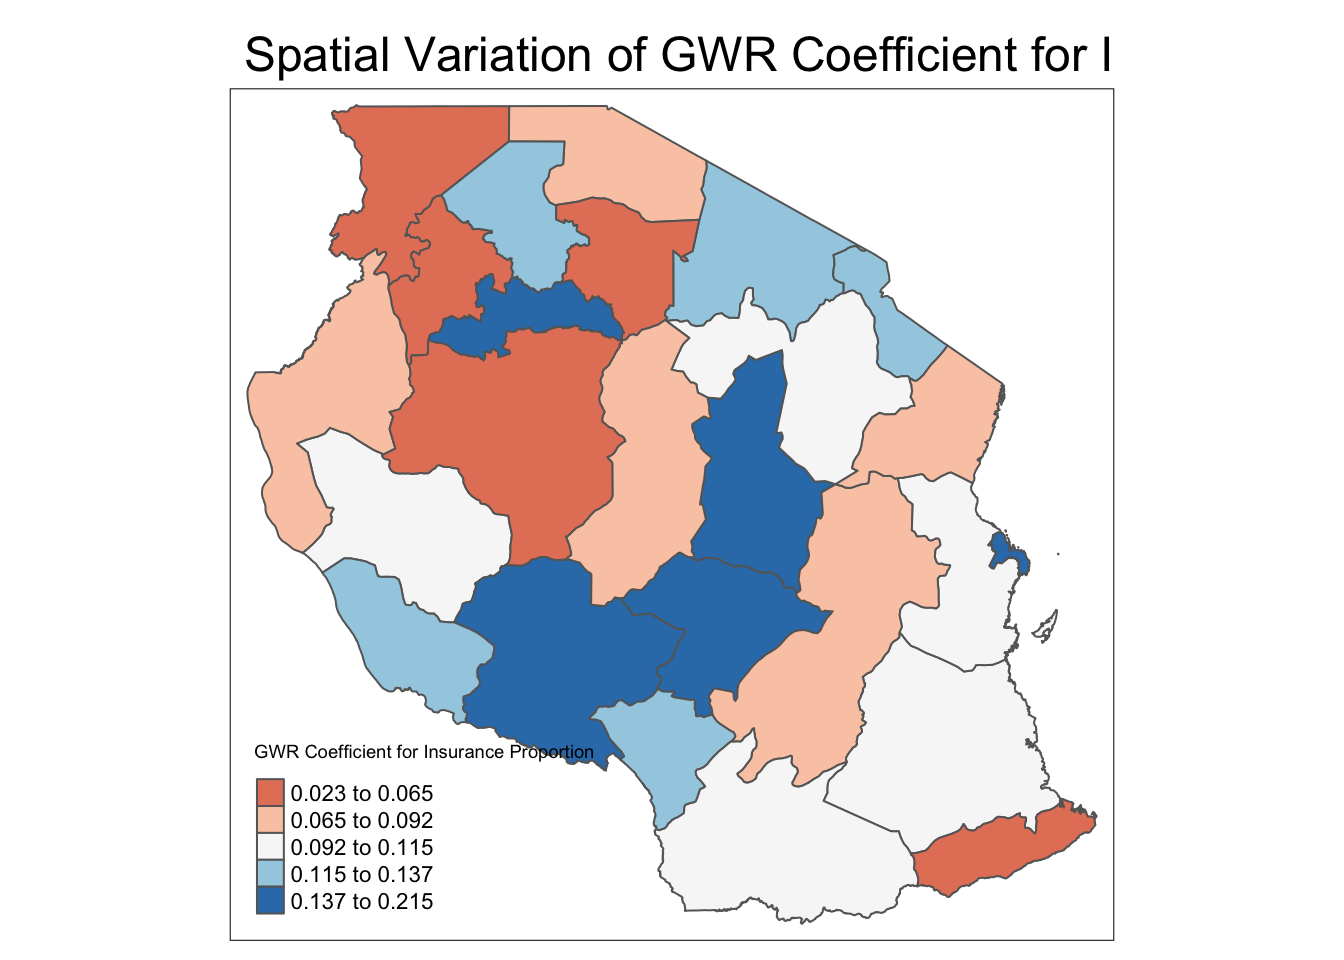 Spatial Variation of GWR Coefficient for I
GWR Coefficient for Insurance Proportion
0.023 to 0.065
0.065 to 0.092
0.092 to 0.115
0.115 to 0.137
0.137 to 0.215